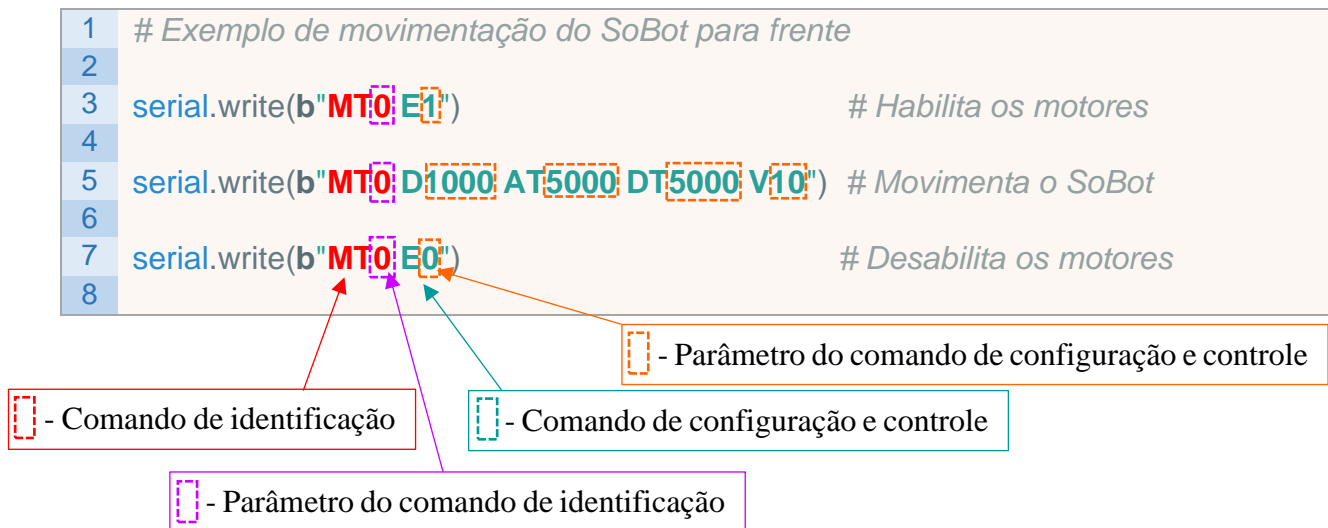 1 # Exemplo de movimentação do SoBot para frente
2
3 serial.write(b"MT0 E1") # Habilita os motores
4
5 serial.write(b"MT0 D1000 AT5000 DT5000 V10") # Movimenta o SoBot
6
7 serial.write(b"MT0 E0") # Desabilita os motores
8
- Parâmetro do comando de configuração e controle
- Comando de identificação
- Comando de configuração e controle
- Parâmetro do comando de identificação